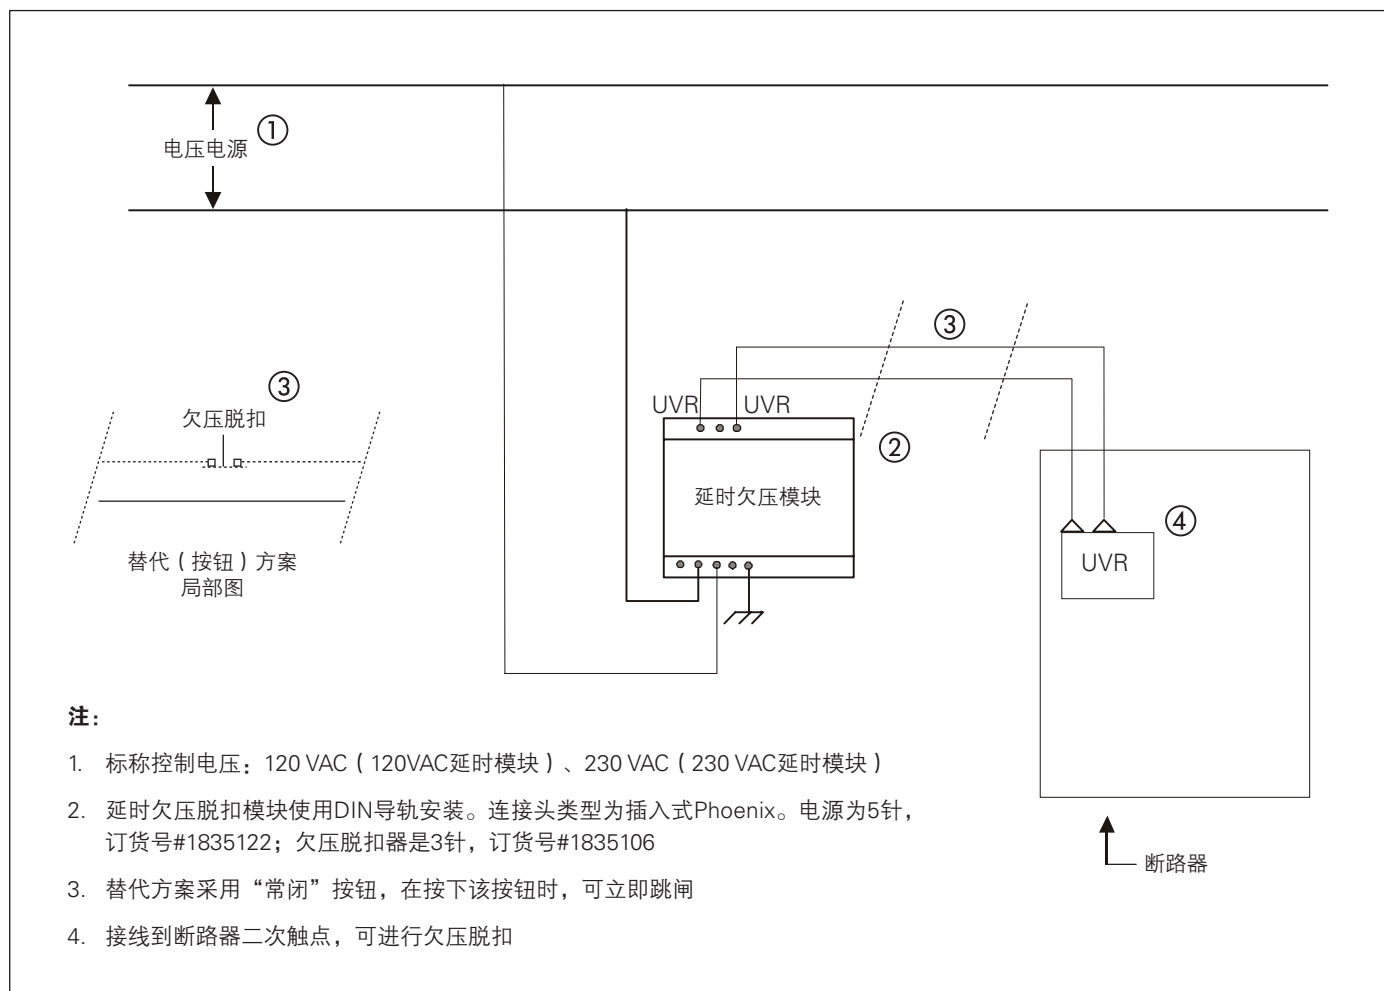 ①
电压电源
③
③
欠压脱扣
UVR UVR
②
延时欠压模块
④
UVR
替代（按钮）方案
局部图
注：
1. 标称控制电压：120 VAC（120VAC延时模块）、230 VAC（230 VAC延时模块）
2. 延时欠压脱扣模块使用DIN导轨安装。连接头类型为插入式Phoenix。电源为5针，
订货号#1835122；欠压脱扣器是3针，订货号#1835106
断路器
3. 替代方案采用“常闭”按钮，在按下该按钮时，可立即跳闸
4. 接线到断路器二次触点，可进行欠压脱扣